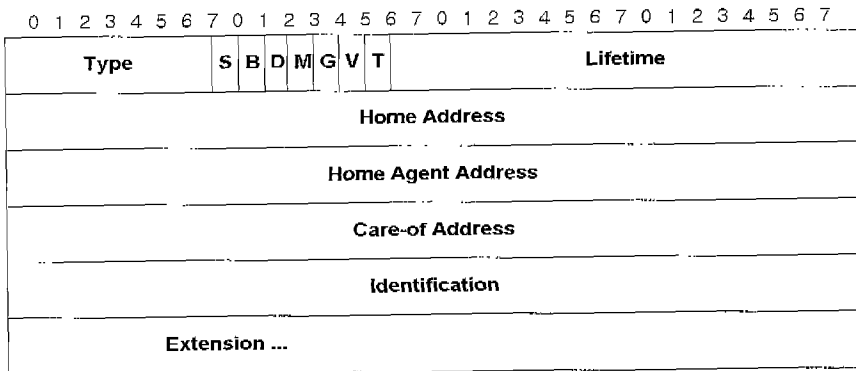 0 1 2 3 4 5 6 7 0 1 2 3 4 5 6 7 0 1 2 3 4 5 6 7 0 1 2 3 4 5 6 7
Type S B D M G V T Lifetime
Home Address
Home Agent Address
Care-of Address
Identification
Extension ...